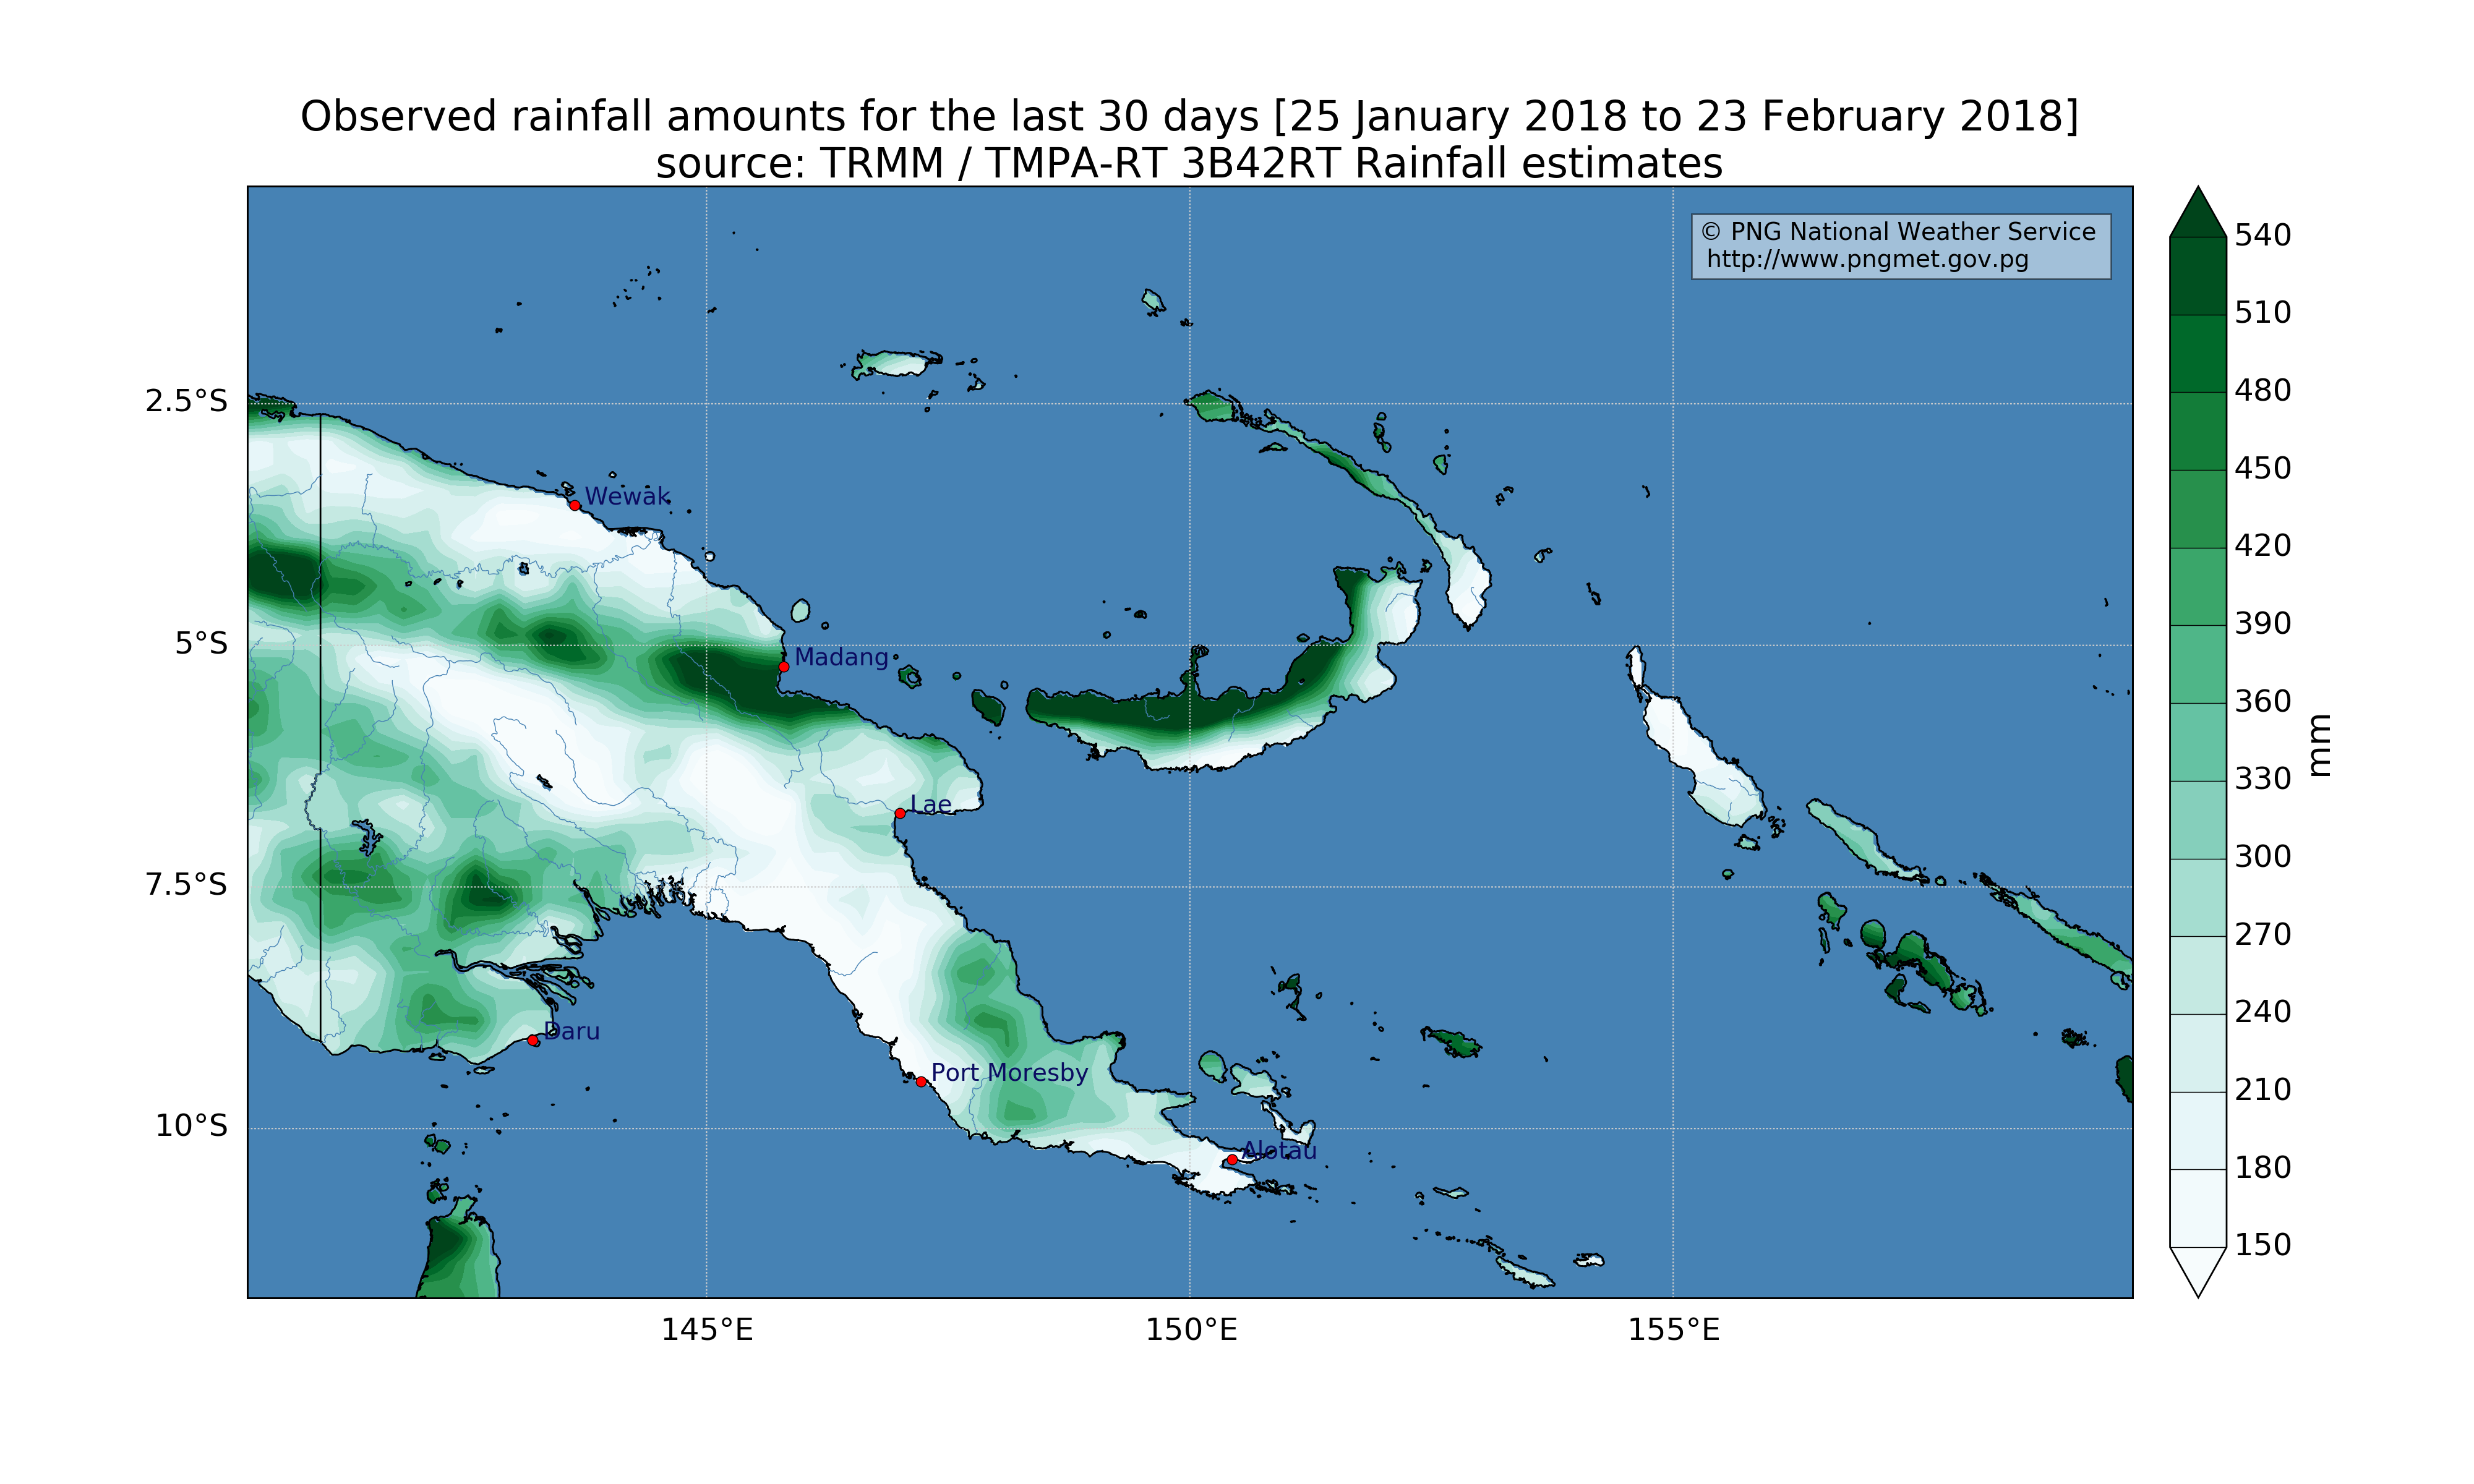 Observed rainfall amounts for the last 30 days [25 January 2018 to 23 February 2018]
source: TRMM / TMPA-RT 3B42RT Rainfall estimates
© PNG National Weather Service
http://www.pngmet.gov.pg
540
510
480
450
420
390
360
330
300
270
240
210
180
150
mm
2.5°S
5°S
7.5°S
10°S
Wewak
Madang
Lae
Daru
Port Moresby
Alotau
145°E
150°E
155°E